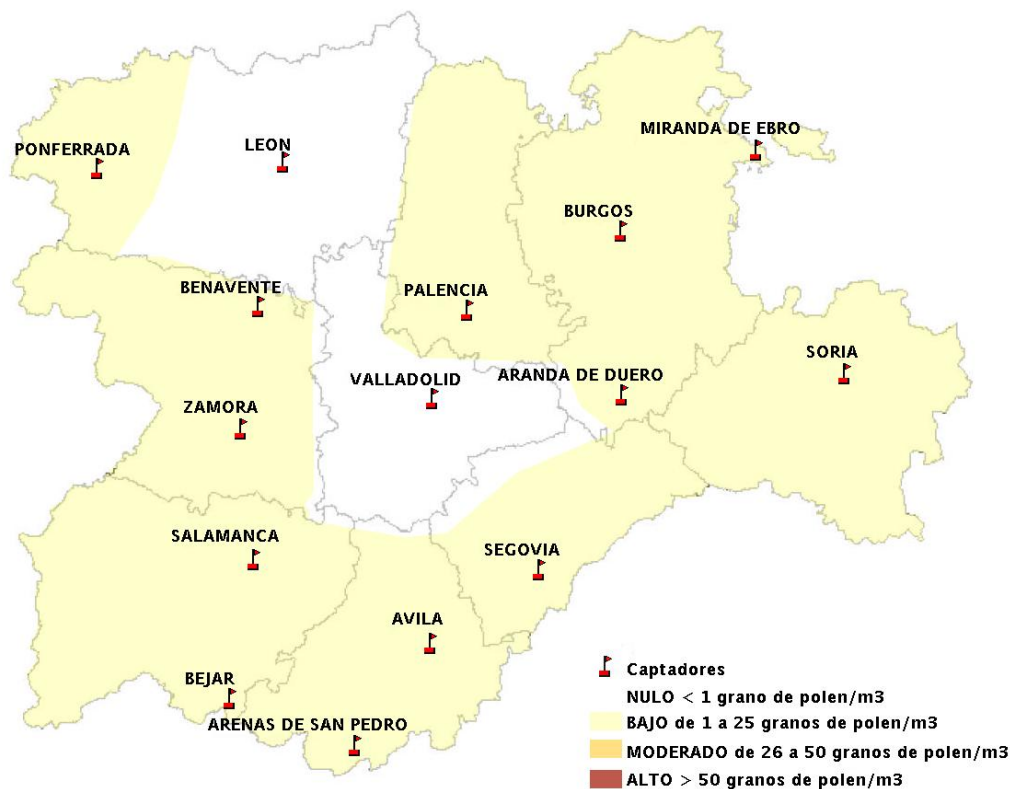 MIRANDA DE EBRO
PONFERRADA
LEON
BURGOS
BENAVENTE
PALENCIA
SORIA
VALLADOLID
ARANDA DE DUERO
ZAMORA
SALAMANCA
SEGOVIA
AVILA
BEJAR
ARENAS DE SAN PEDRO
Captadores
NULO < 1 grano de polen/m3
BAJO de 1 a 25 granos de polen/m3
MODERADO de 26 a 50 granos de polen/m3
ALTO > 50 granos de polen/m3